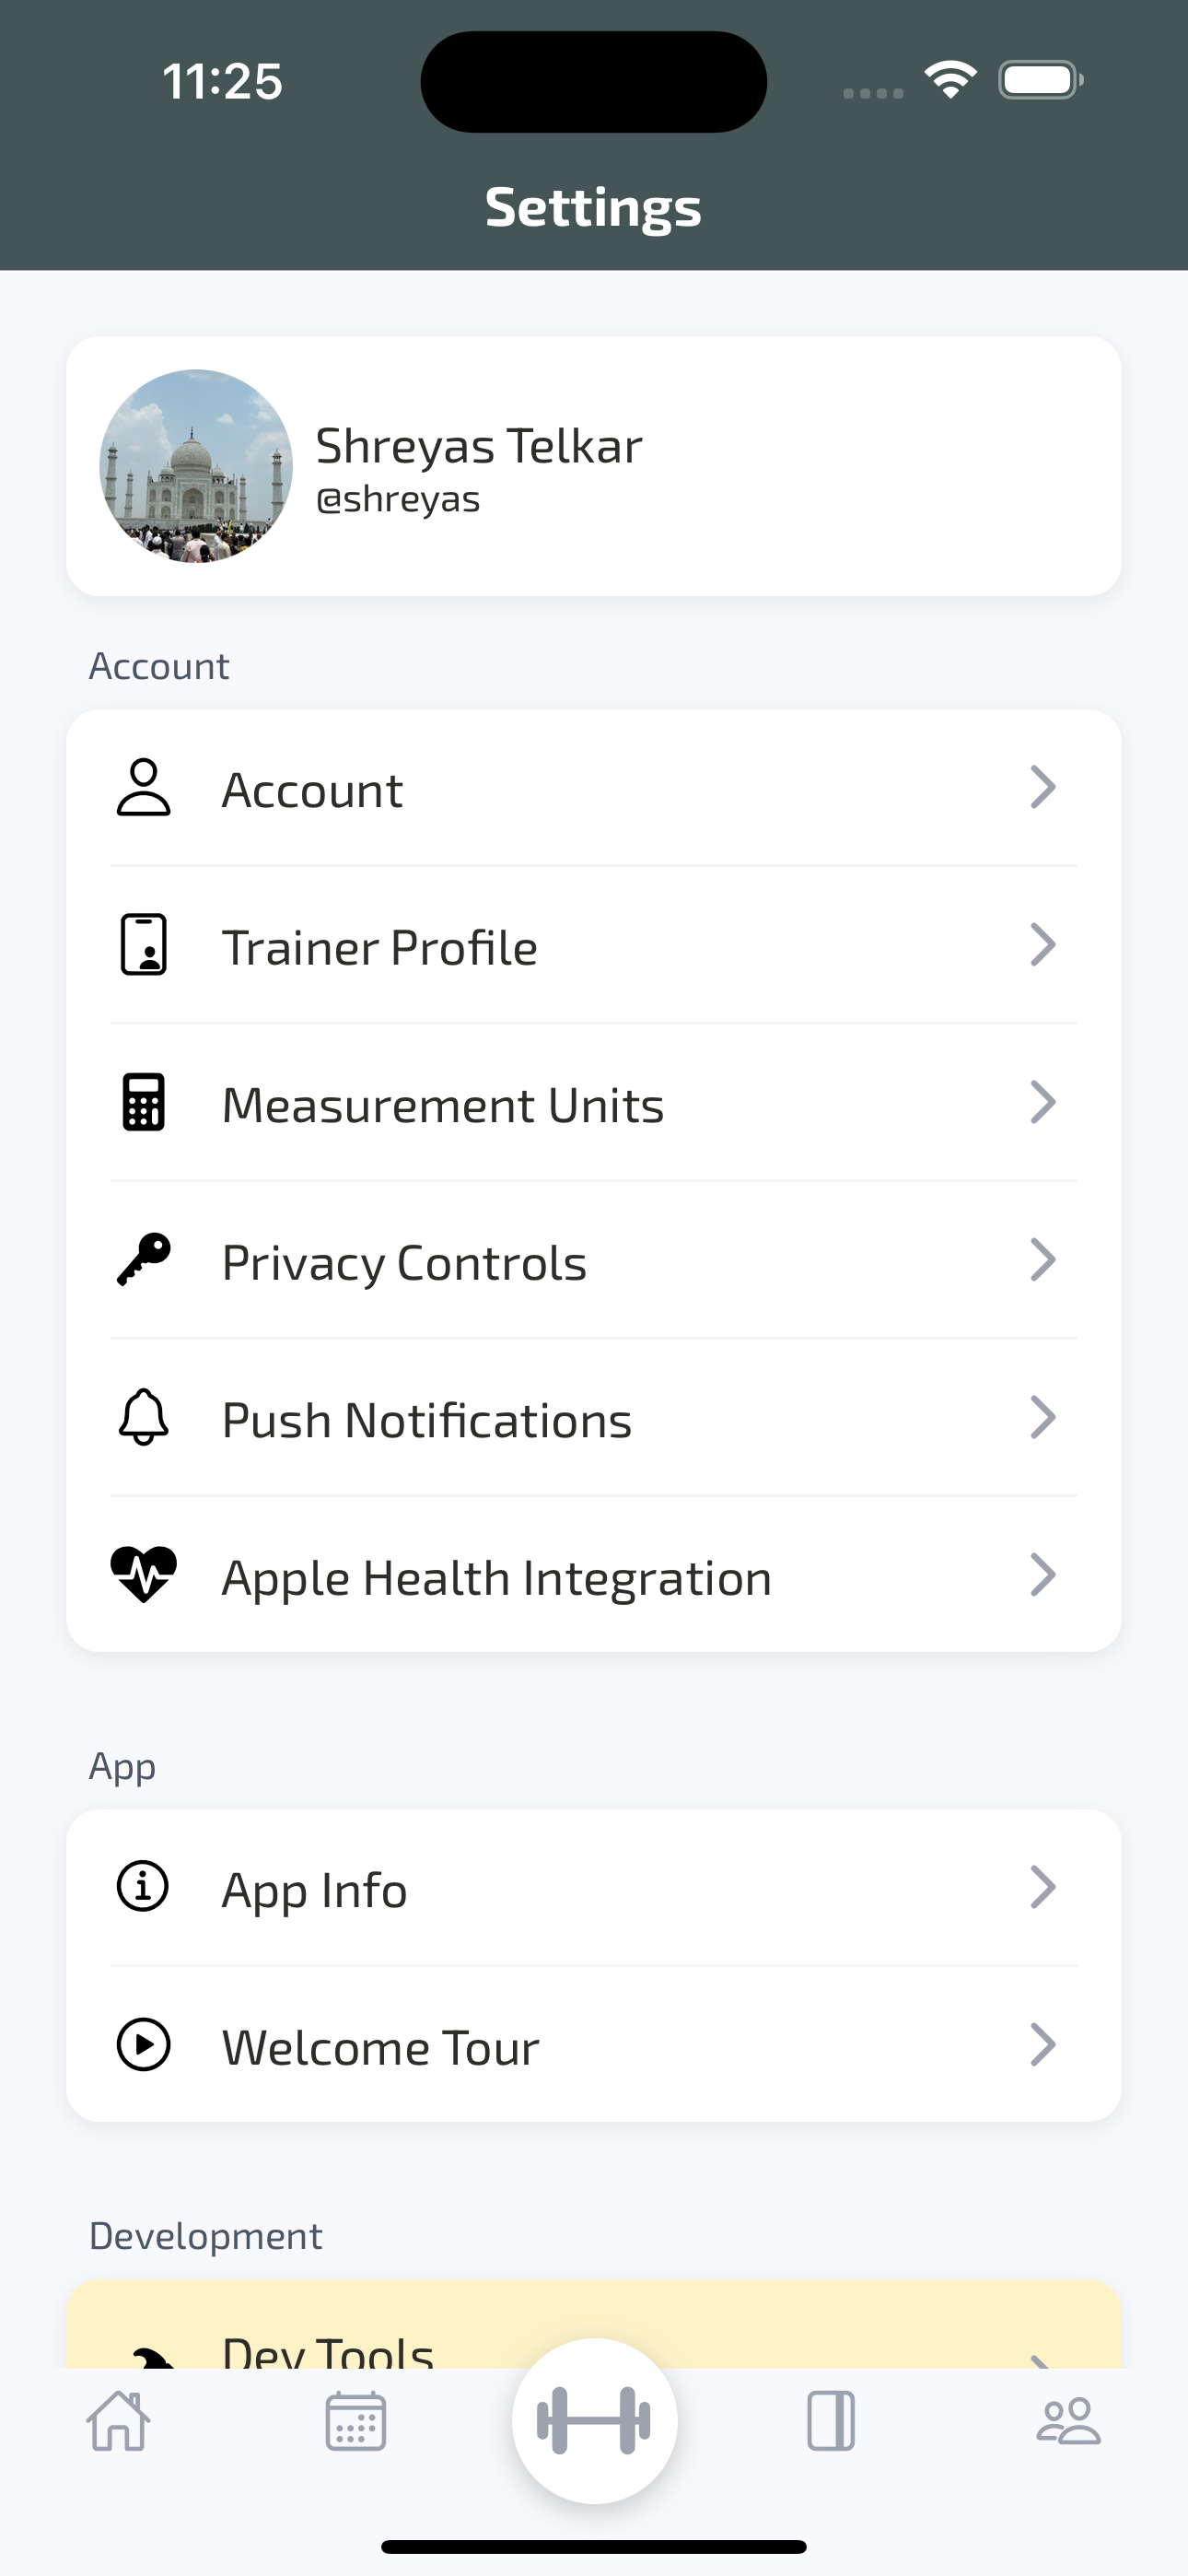 11:25
Settings
Shreyas Telkar
@shreyas
Account
Account
Trainer Profile
Measurement Units
Privacy Controls
Push Notifications
Apple Health Integration
App
App Info
Welcome Tour
Development
Dev Tools